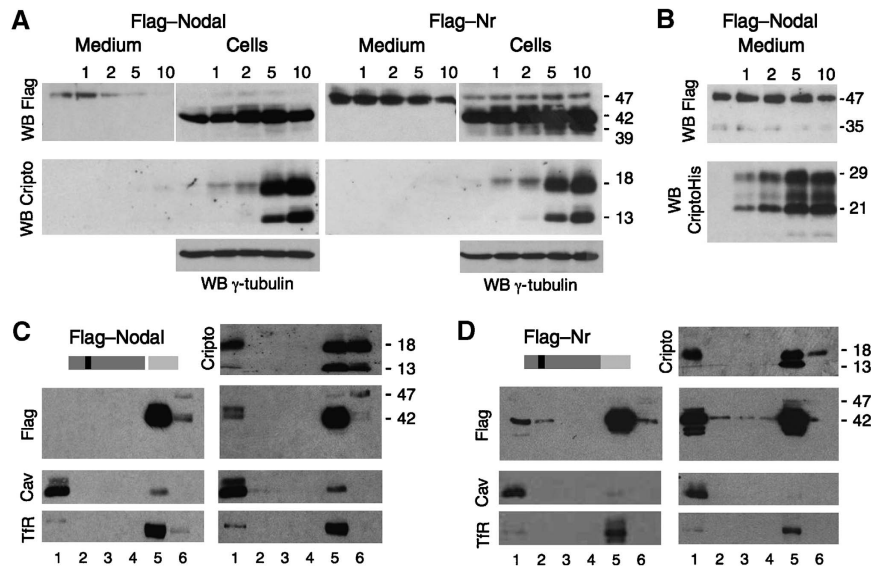 A
Flag–Nodal
Flag–Nr
Medium
Cells
Medium
Cells
1 2 5 10 1 2 5 10 1 2 5 10 1 2 5 10
WB Flag
- 47
- 42
- 39
WB Cripto
- 18
- 13
WB γ-tubulin
WB γ-tubulin
B
Flag–Nodal
Medium
1 2 5 10
WB Flag
- 47
- 35
WB
CriptoHis
- 29
- 21
C
Flag–Nodal
Cripto
- 18
- 13
Flag
- 47
- 42
Cav
TfR
1 2 3 4 5 6 1 2 3 4 5 6
D
Flag–Nr
Cripto
- 18
- 13
Flag
- 47
- 42
Cav
TfR
1 2 3 4 5 6 1 2 3 4 5 6